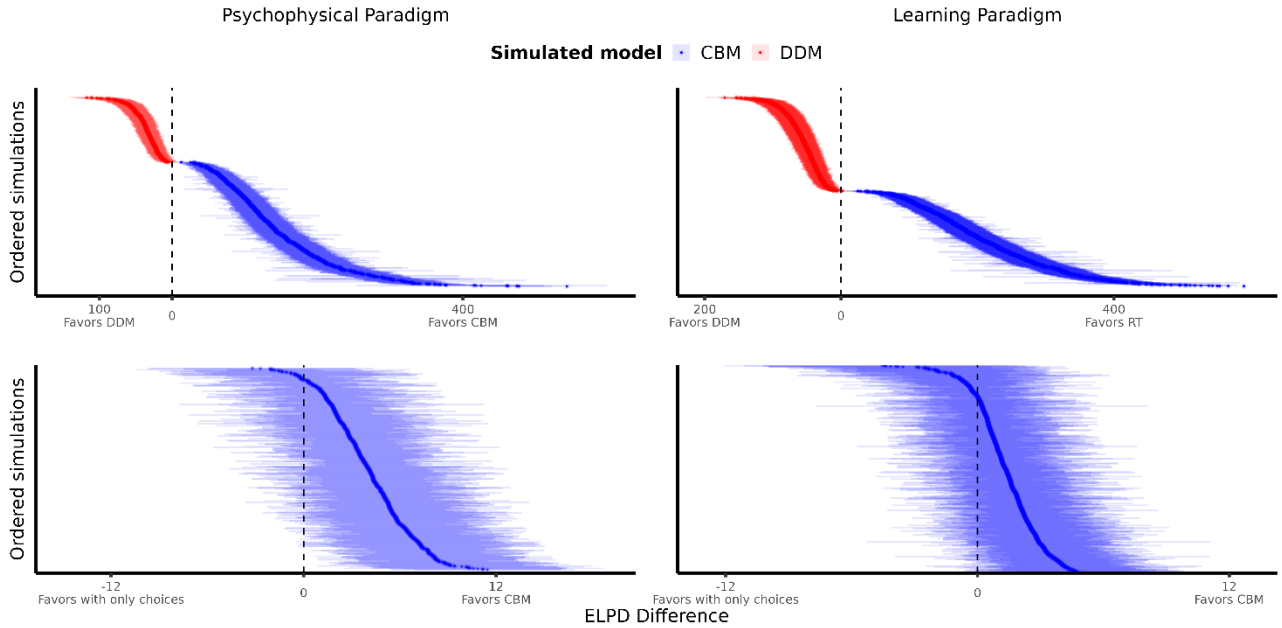 Psychophysical Paradigm
Learning Paradigm
Simulated model CBM DDM
Ordered simulations
100
0
400
Favors DDM
Favors CBM
200
0
400
Favors DDM
Favors RT
Ordered simulations
-12
0
12
Favors with only choices
Favors CBM
-12
0
12
Favors with only choices
Favors CBM
ELPD Difference